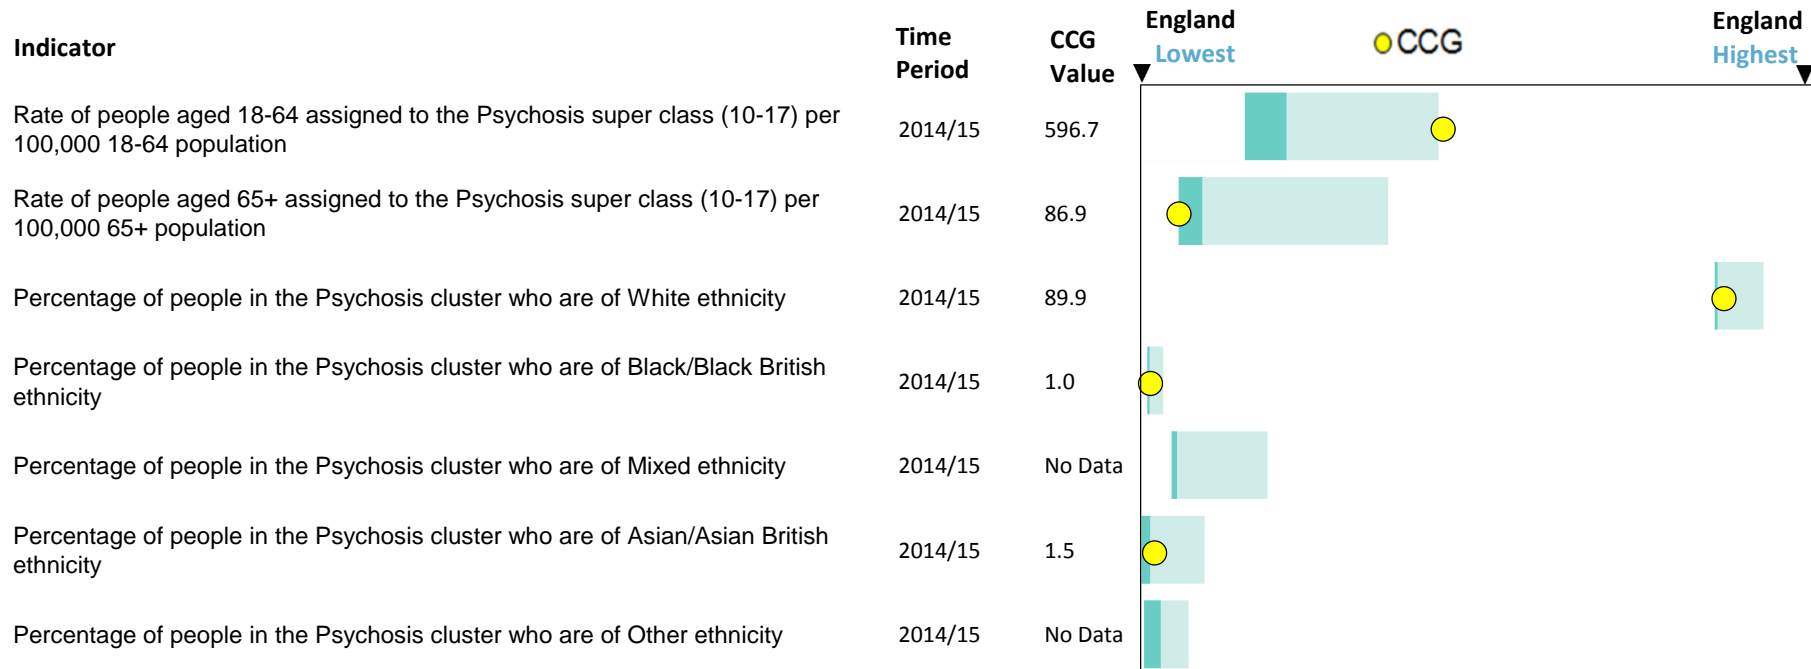 Indicator
Time
Period
CCG
Value
England
Lowest
CCG
England
Highest
Rate of people aged 18-64 assigned to the Psychosis super class (10-17) per
100,000 18-64 population
2014/15
596.7
Rate of people aged 65+ assigned to the Psychosis super class (10-17) per
100,000 65+ population
2014/15
86.9
Percentage of people in the Psychosis cluster who are of White ethnicity
2014/15
89.9
Percentage of people in the Psychosis cluster who are of Black/Black British
ethnicity
2014/15
1.0
Percentage of people in the Psychosis cluster who are of Mixed ethnicity
2014/15
No Data
Percentage of people in the Psychosis cluster who are of Asian/Asian British
ethnicity
2014/15
1.5
Percentage of people in the Psychosis cluster who are of Other ethnicity
2014/15
No Data